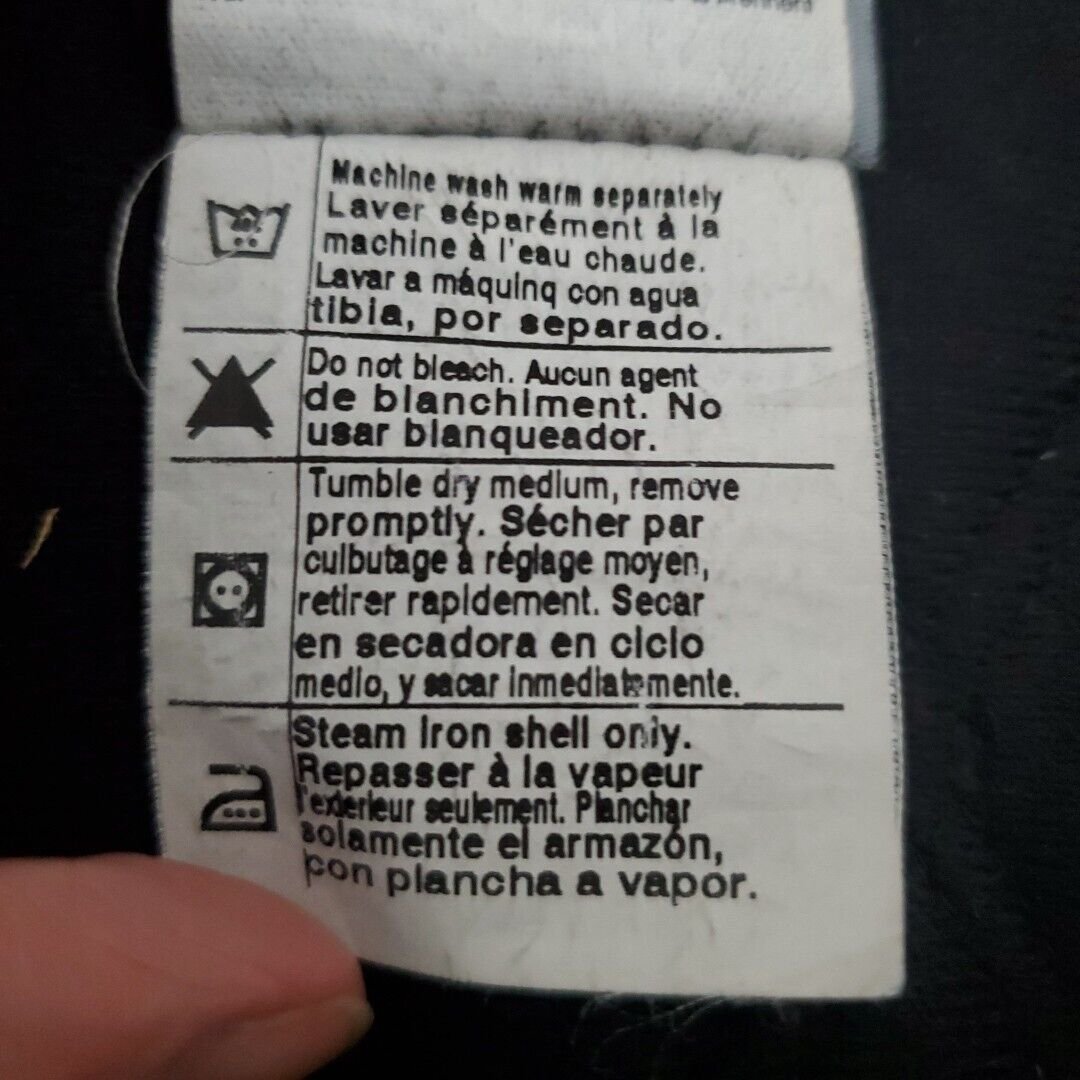 Machine wash warm separately
Laver séparément à la
machine à l'eau chaude.
Lavar a máquinq con agua
tibia, por separado.
Do not bleach. Aucun agent
de blanchiment. No
usar blanqueador.
Tumble dry medium, remove
promptly. Sécher par
culbutage à réglage moyen,
retirer rapidement. Secar
en secadora en ciclo
medio, y sacar inmediatemente.
Steam Iron shell only.
Repasser à la vapeur
l'exterieur seulement. Planchar
solamente el armazón,
con plancha a vapor.